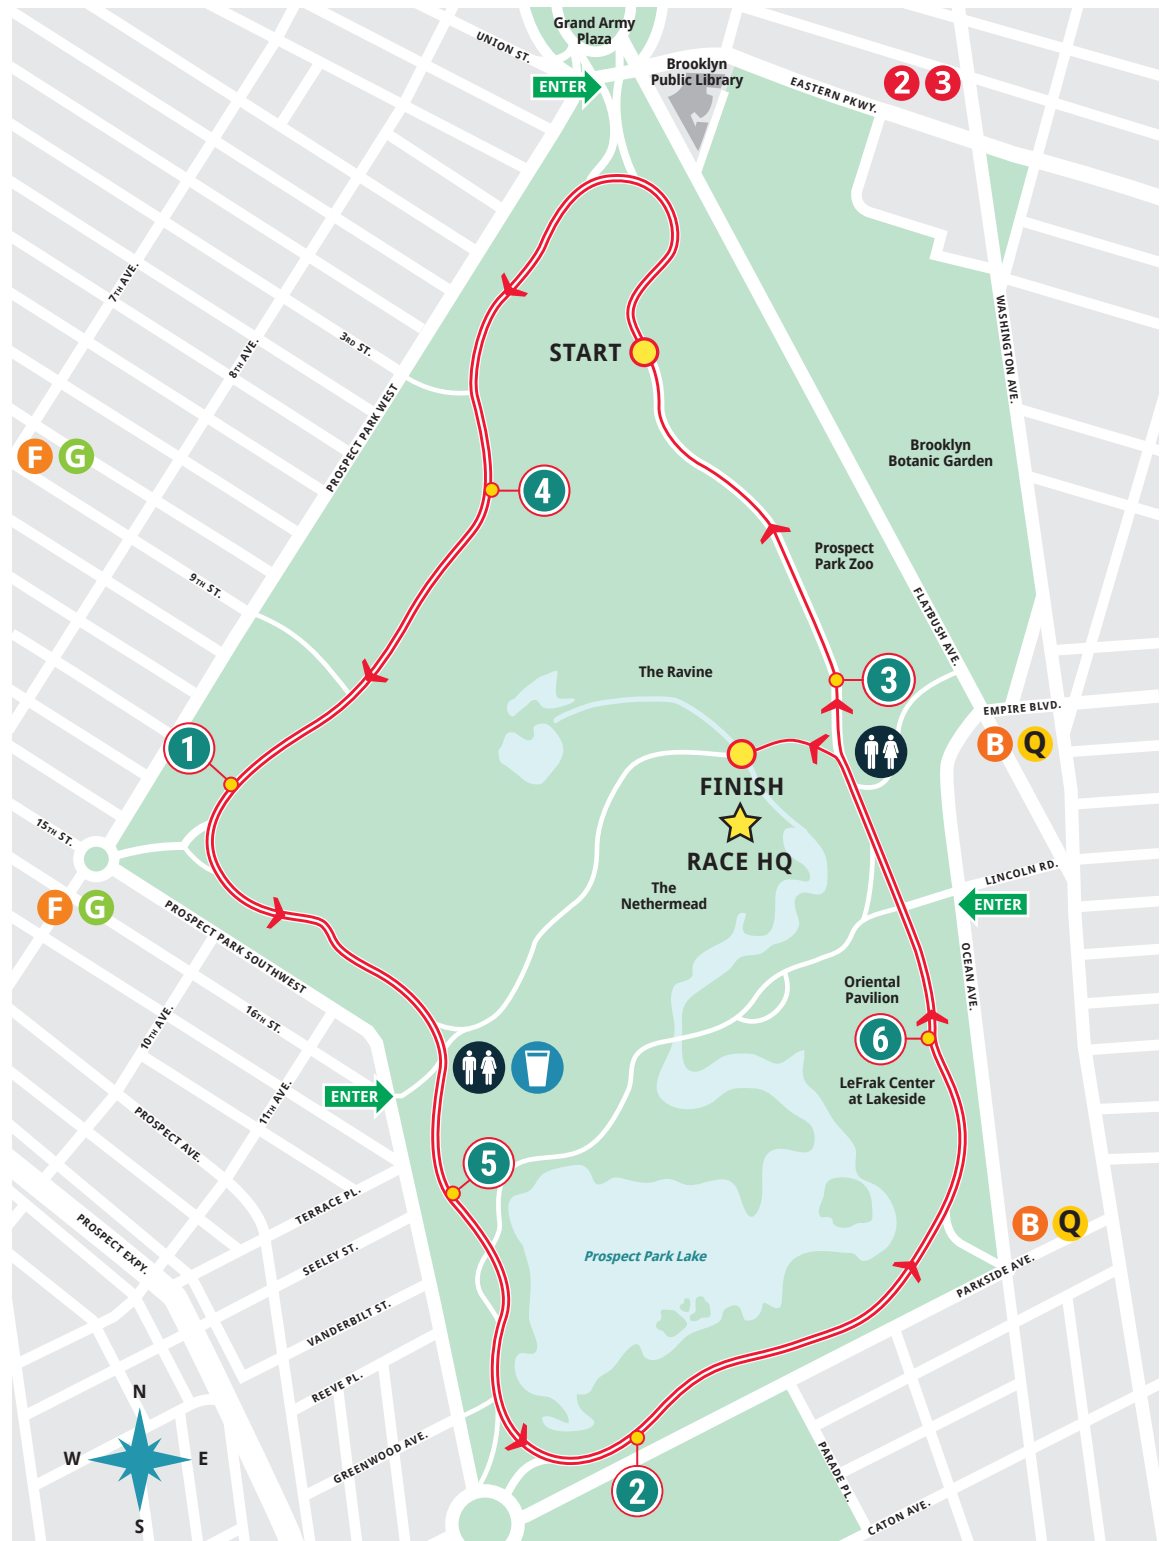 Grand Army
Plaza
UNION ST.
ENTER
Brooklyn
Public Library
EASTERN PKWY.
2 3
7TH AVE.
8TH AVE.
3RD ST.
PROSPECT PARK WEST
START
WASHINGTON AVE.
F G
4
Brooklyn
Botanic Garden
Prospect
Park Zoo
9TH ST.
FLATBUSH AVE.
The Ravine
3
EMPIRE BLVD.
B Q
1
FINISH
RACE HQ
15TH ST.
LINCOLN RD.
The
Nethermead
ENTER
F G
PROSPECT PARK SOUTHWEST
OCEAN AVE.
Oriental
Pavilion
16TH ST.
10TH AVE.
6
LeFrak Center
at Lakeside
ENTER
11TH AVE.
PROSPECT AVE.
5
TERRACE PL.
B Q
PROSPECT EXPY.
SEELEY ST.
Prospect Park Lake
PARKSIDE AVE.
VANDERBILT ST.
REEVE PL.
N
W E
S
GREENWOOD AVE.
2
PARADE PL.
CATON AVE.